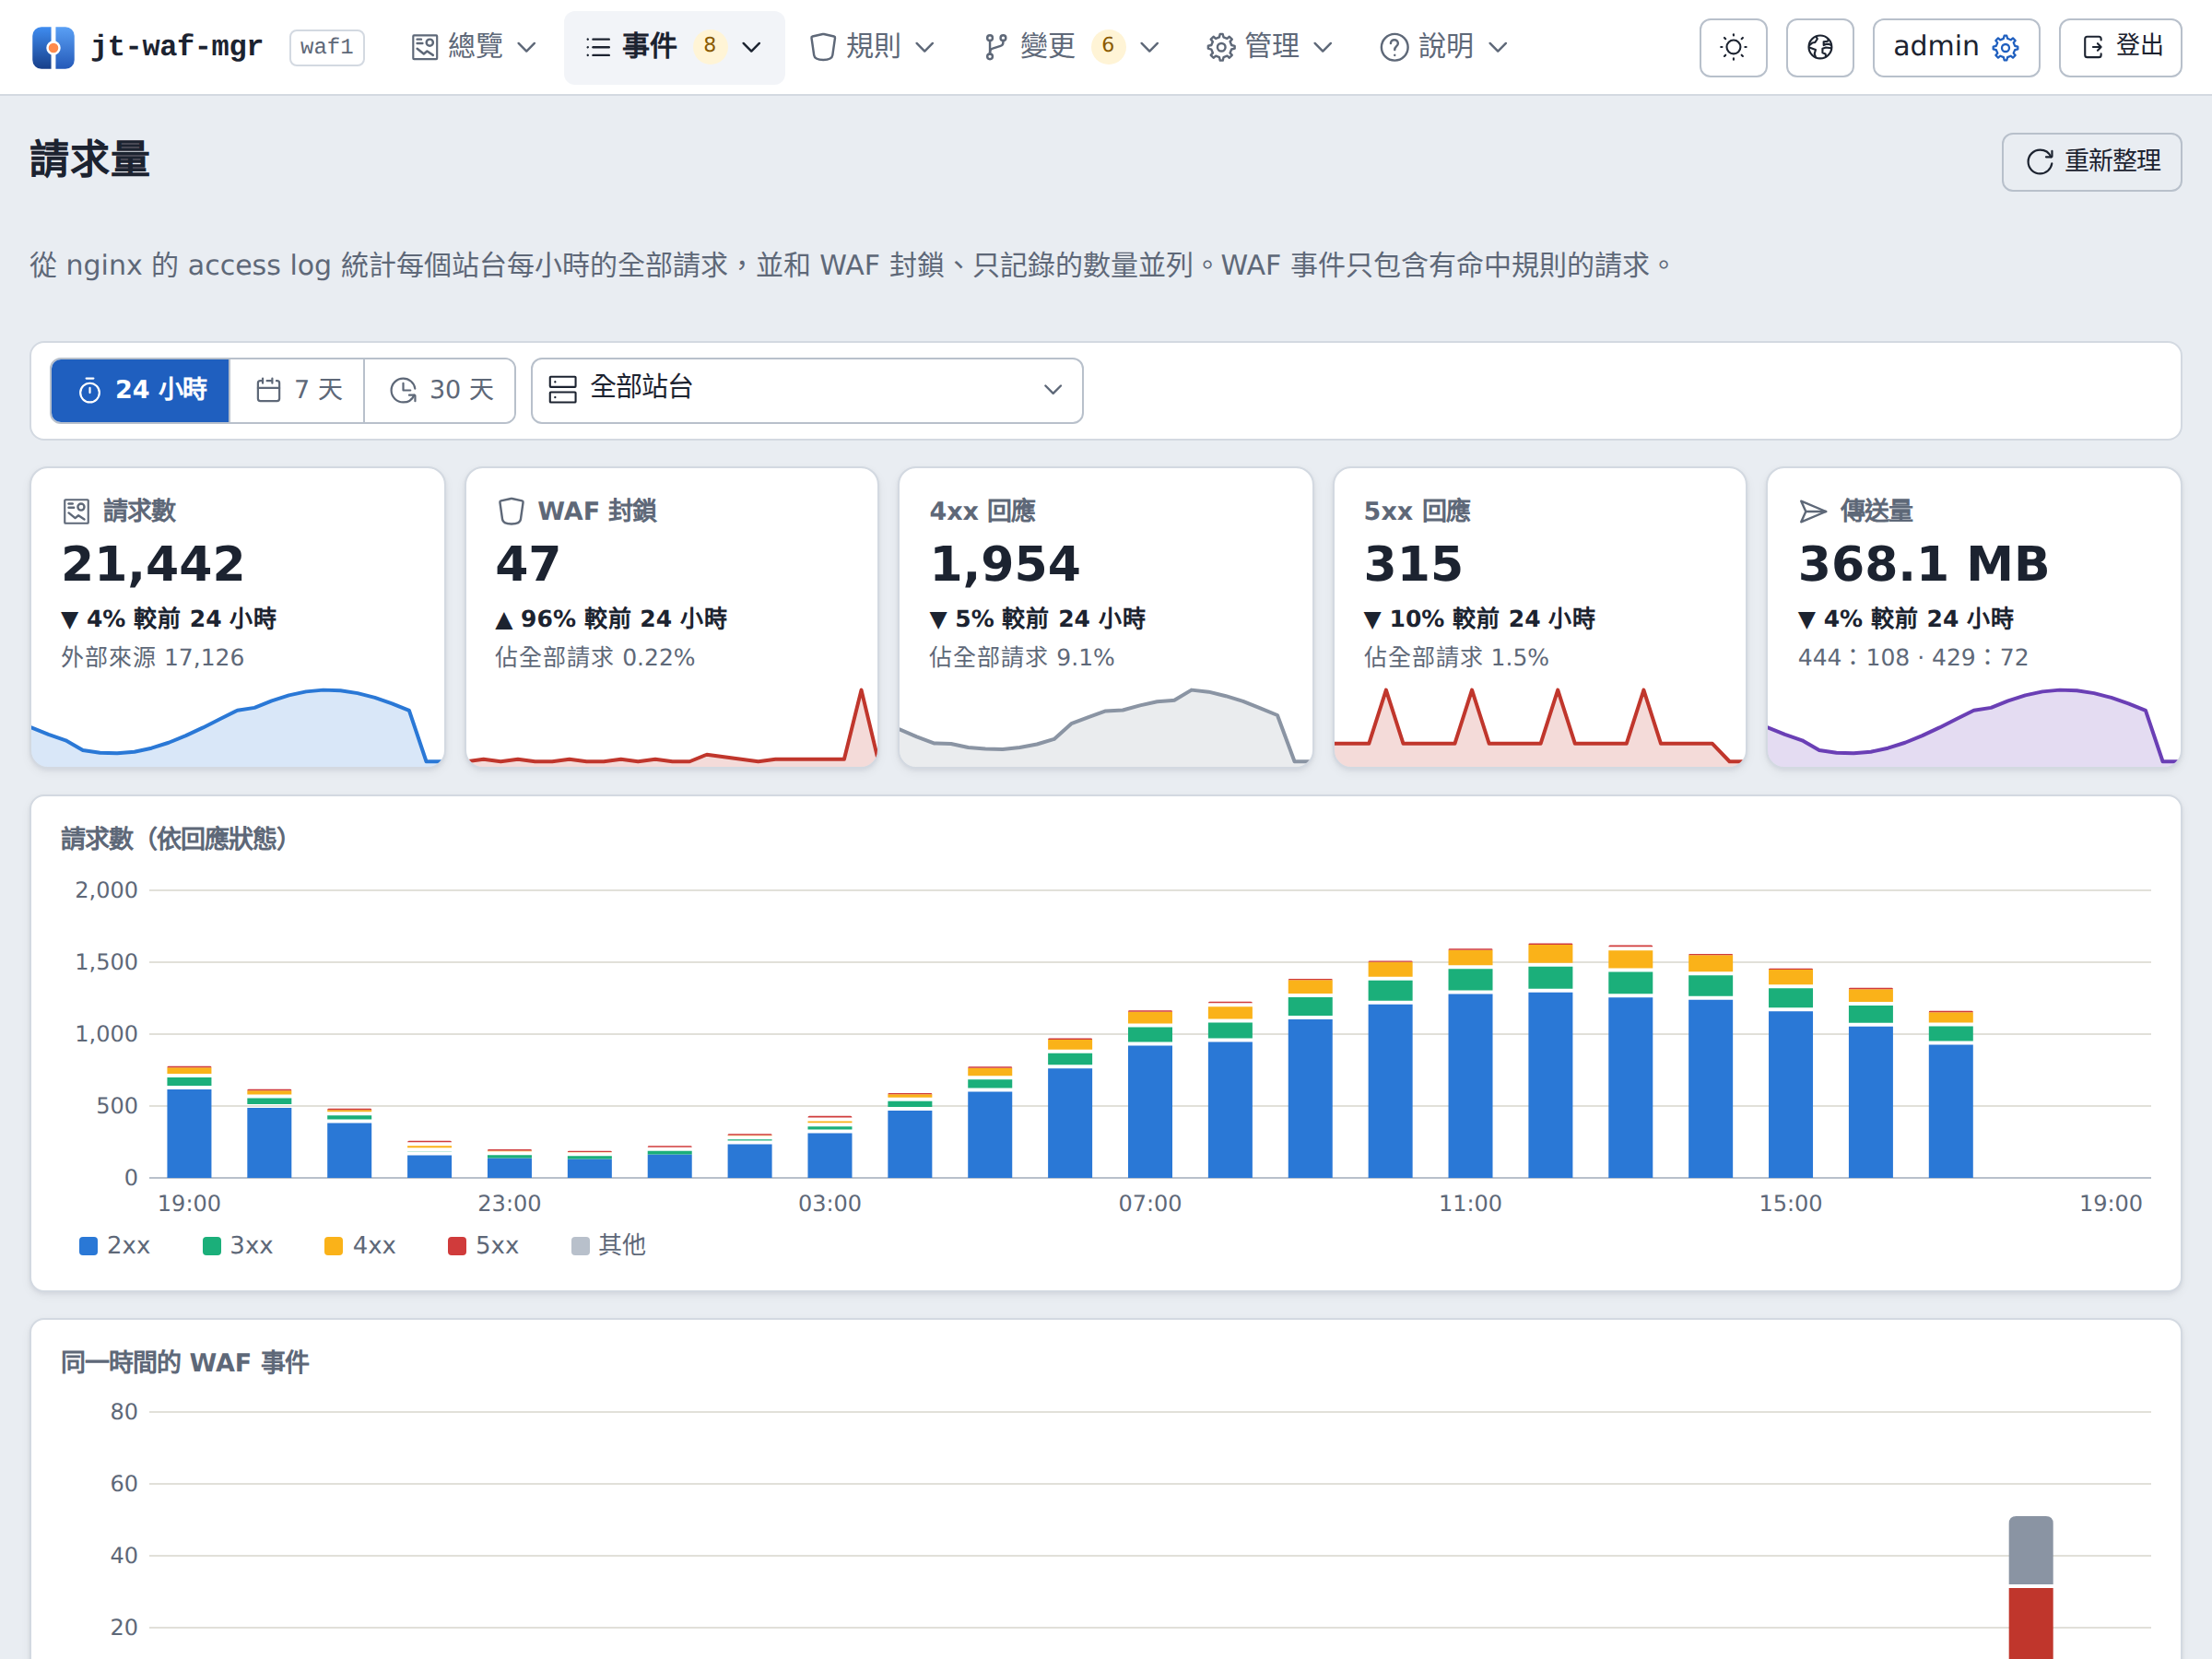 jt-waf-mgr waf1 總覽 事件 8 規則 變更 6 管理 說明 admin 登出
請求量
重新整理
從 nginx 的 access log 統計每個站台每小時的全部請求，並和 WAF 封鎖、只記錄的數量並列。WAF 事件只包含有命中規則的請求。
24 小時 7 天 30 天 全部站台
請求數
21,442
▼ 4% 較前 24 小時
外部來源 17,126
WAF 封鎖
47
▲ 96% 較前 24 小時
佔全部請求 0.22%
4xx 回應
1,954
▼ 5% 較前 24 小時
佔全部請求 9.1%
5xx 回應
315
▼ 10% 較前 24 小時
佔全部請求 1.5%
傳送量
368.1 MB
▼ 4% 較前 24 小時
444：108 · 429：72
請求數（依回應狀態）
2,000
1,500
1,000
500
0
19:00 23:00 03:00 07:00 11:00 15:00 19:00
2xx 3xx 4xx 5xx 其他
同一時間的 WAF 事件
80
60
40
20